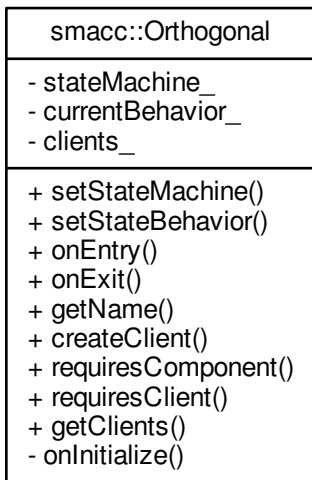 smacc::Orthogonal
- stateMachine_
- currentBehavior_
- clients_
+ setStateMachine()
+ setStateBehavior()
+ onEntry()
+ onExit()
+ getName()
+ createClient()
+ requiresComponent()
+ requiresClient()
+ getClients()
- onInitialize()